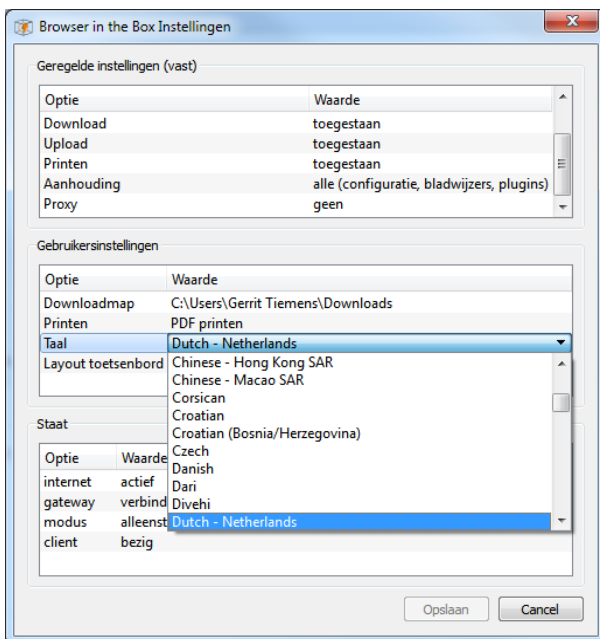 Browser in the Box Instellingen
Geregelde instellingen (vast)
Optie Waarde
Download toegestaan
Upload toegestaan
Printen toegestaan
Aanhouding alle (configuratie, bladwijzers, plugins)
Proxy geen
Gebruikersinstellingen
Optie Waarde
Downloadmap C:\Users\Gerrit Tiemens\Downloads
Printen PDF printen
Taal Dutch - Netherlands
Layout toetsenbord Chinese - Hong Kong SAR
Chinese - Macao SAR
Corsican
Croatian
Croatian (Bosnia/Herzegovina)
Czech
Danish
Dari
Divehi
Dutch - Netherlands
Staat
Optie Waarde
internet actief
gateway verbind
modus alleenst
client bezig
Opslaan Cancel